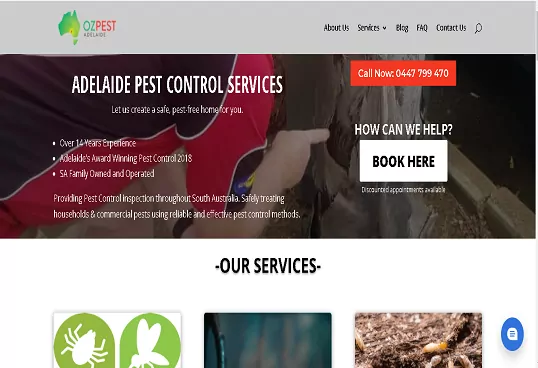 OZPEST
ADELAIDE
About Us
Services
Blog
FAQ
Contact Us
ADELAIDE PEST CONTROL SERVICES
Let us create a safe, pest-free home for you.
Over 14 Years Experience
Adelaide's Award Winning Pest Control 2018
SA Family Owned and Operated
Providing Pest Control inspection throughout South Australia. Safely treating
households & commercial pests using reliable and effective pest control methods.
Call Now: 0447 799 470
HOW CAN WE HELP?
BOOK HERE
Discounted appointments available
-OUR SERVICES-